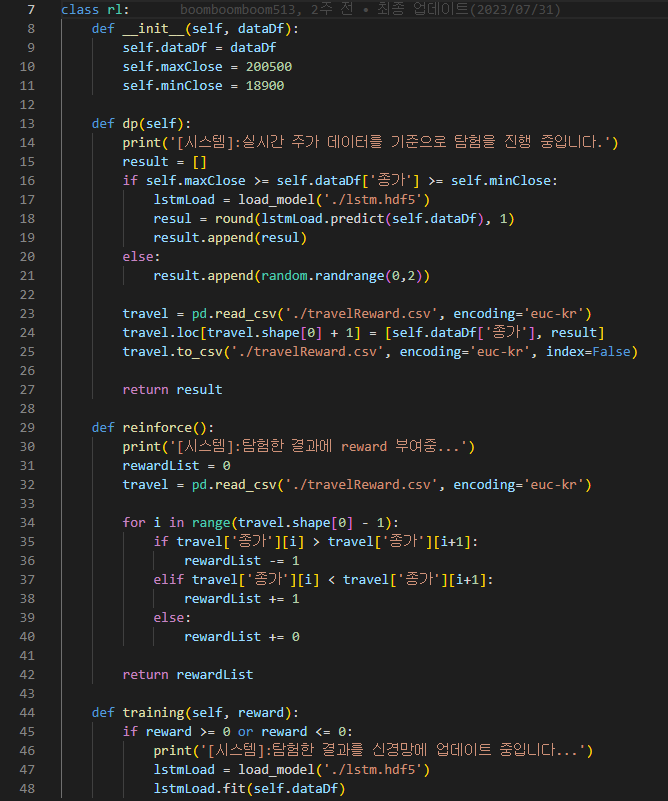 7 class rl: boomboomboom513, 2주 전 • 최종 업데이트(2023/07/31)
8     def __init__(self, dataDf):
9         self.dataDf = dataDf
10         self.maxClose = 200500
11         self.minClose = 18900
12
13     def dp(self):
14         print('[시스템]:실시간 주가 데이터를 기준으로 탐험을 진행 중입니다.')
15         result = []
16         if self.maxClose >= self.dataDf['종가'] >= self.minClose:
17             lstmLoad = load_model('./lstm.hdf5')
18             resul = round(lstmLoad.predict(self.dataDf), 1)
19             result.append(resul)
20         else:
21             result.append(random.randrange(0,2))
22
23         travel = pd.read_csv('./travelReward.csv', encoding='euc-kr')
24         travel.loc[travel.shape[0] + 1] = [self.dataDf['종가'], result]
25         travel.to_csv('./travelReward.csv', encoding='euc-kr', index=False)
26
27         return result
28
29     def reinforce():
30         print('[시스템]:탐험한 결과에 reward 부여중...')
31         rewardList = 0
32         travel = pd.read_csv('./travelReward.csv', encoding='euc-kr')
33
34         for i in range(travel.shape[0] - 1):
35             if travel['종가'][i] > travel['종가'][i+1]:
36                 rewardList -= 1
37             elif travel['종가'][i] < travel['종가'][i+1]:
38                 rewardList += 1
39             else:
40                 rewardList += 0
41
42         return rewardList
43
44     def training(self, reward):
45         if reward >= 0 or reward <= 0:
46             print('[시스템]:탐험한 결과를 신경망에 업데이트 중입니다...')
47             lstmLoad = load_model('./lstm.hdf5')
48             lstmLoad.fit(self.dataDf)